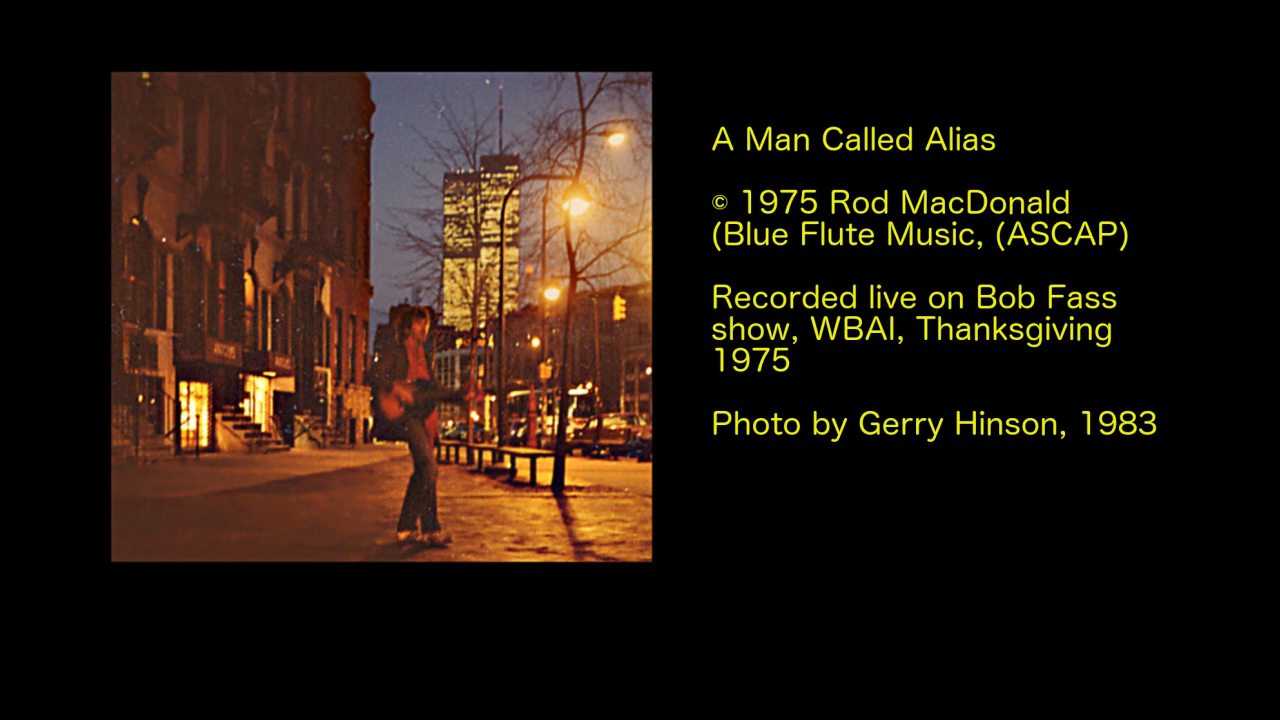 A Man Called Alias
© 1975 Rod MacDonald
(Blue Flute Music, (ASCAP)
Recorded live on Bob Fass
show, WBAI, Thanksgiving
1975
Photo by Gerry Hinson, 1983